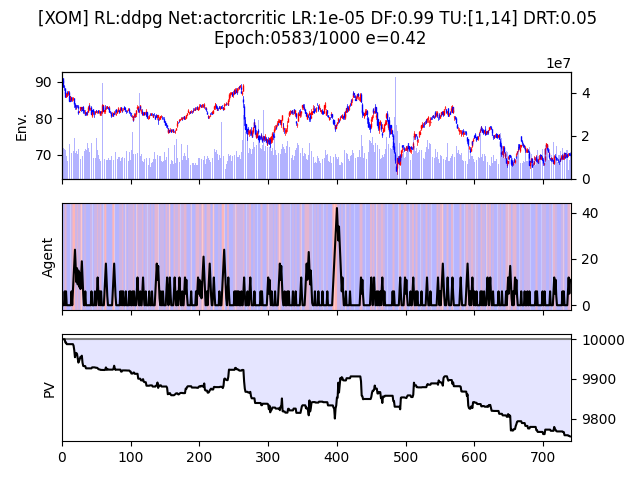 [XOM] RL:ddpg Net:actorcritic LR:1e-05 DF:0.99 TU:[1,14] DRT:0.05
Epoch:0583/1000 e=0.42
1e7
90
80
70
Env.
4
2
0
Agent
40
20
0
PV
10000
9900
9800
0 100 200 300 400 500 600 700